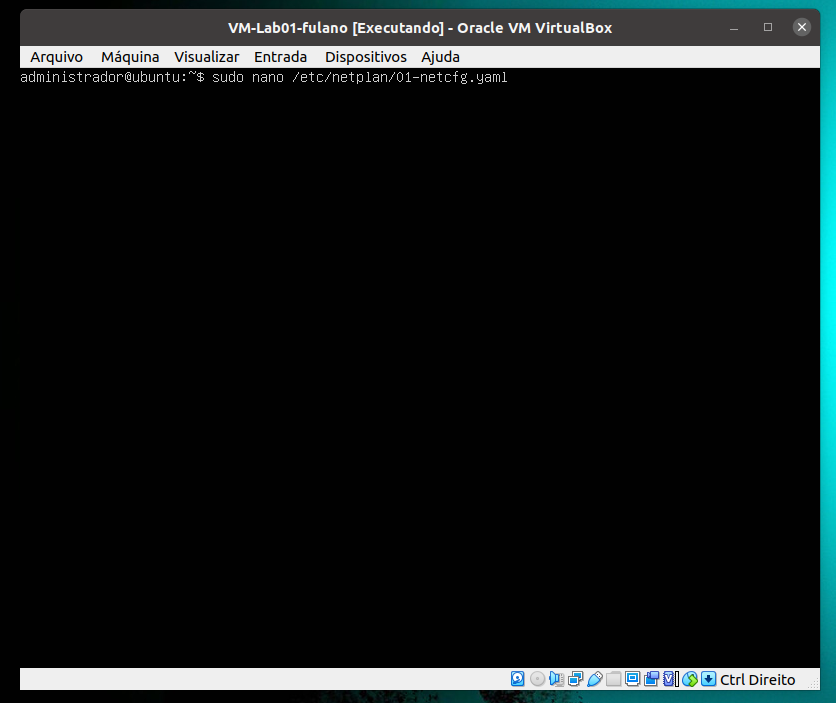 VM-Lab01-fulano [Executando] - Oracle VM VirtualBox
Arquivo Máquina Visualizar Entrada Dispositivos Ajuda
administrador@ubuntu:~$ sudo nano /etc/netplan/01-netcfg.yaml
Ctrl Direito